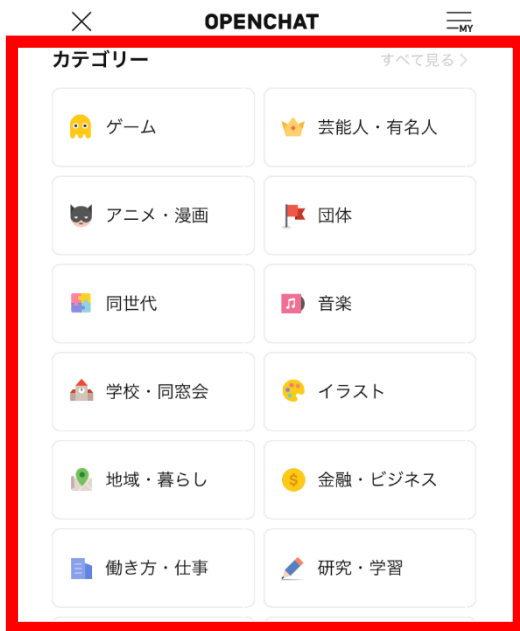 OPENCHAT
MY
カテゴリー すべて見る >
ゲーム 芸能人・有名人
アニメ・漫画 団体
同世代 音楽
学校・同窓会 イラスト
地域・暮らし 金融・ビジネス
働き方・仕事 研究・学習